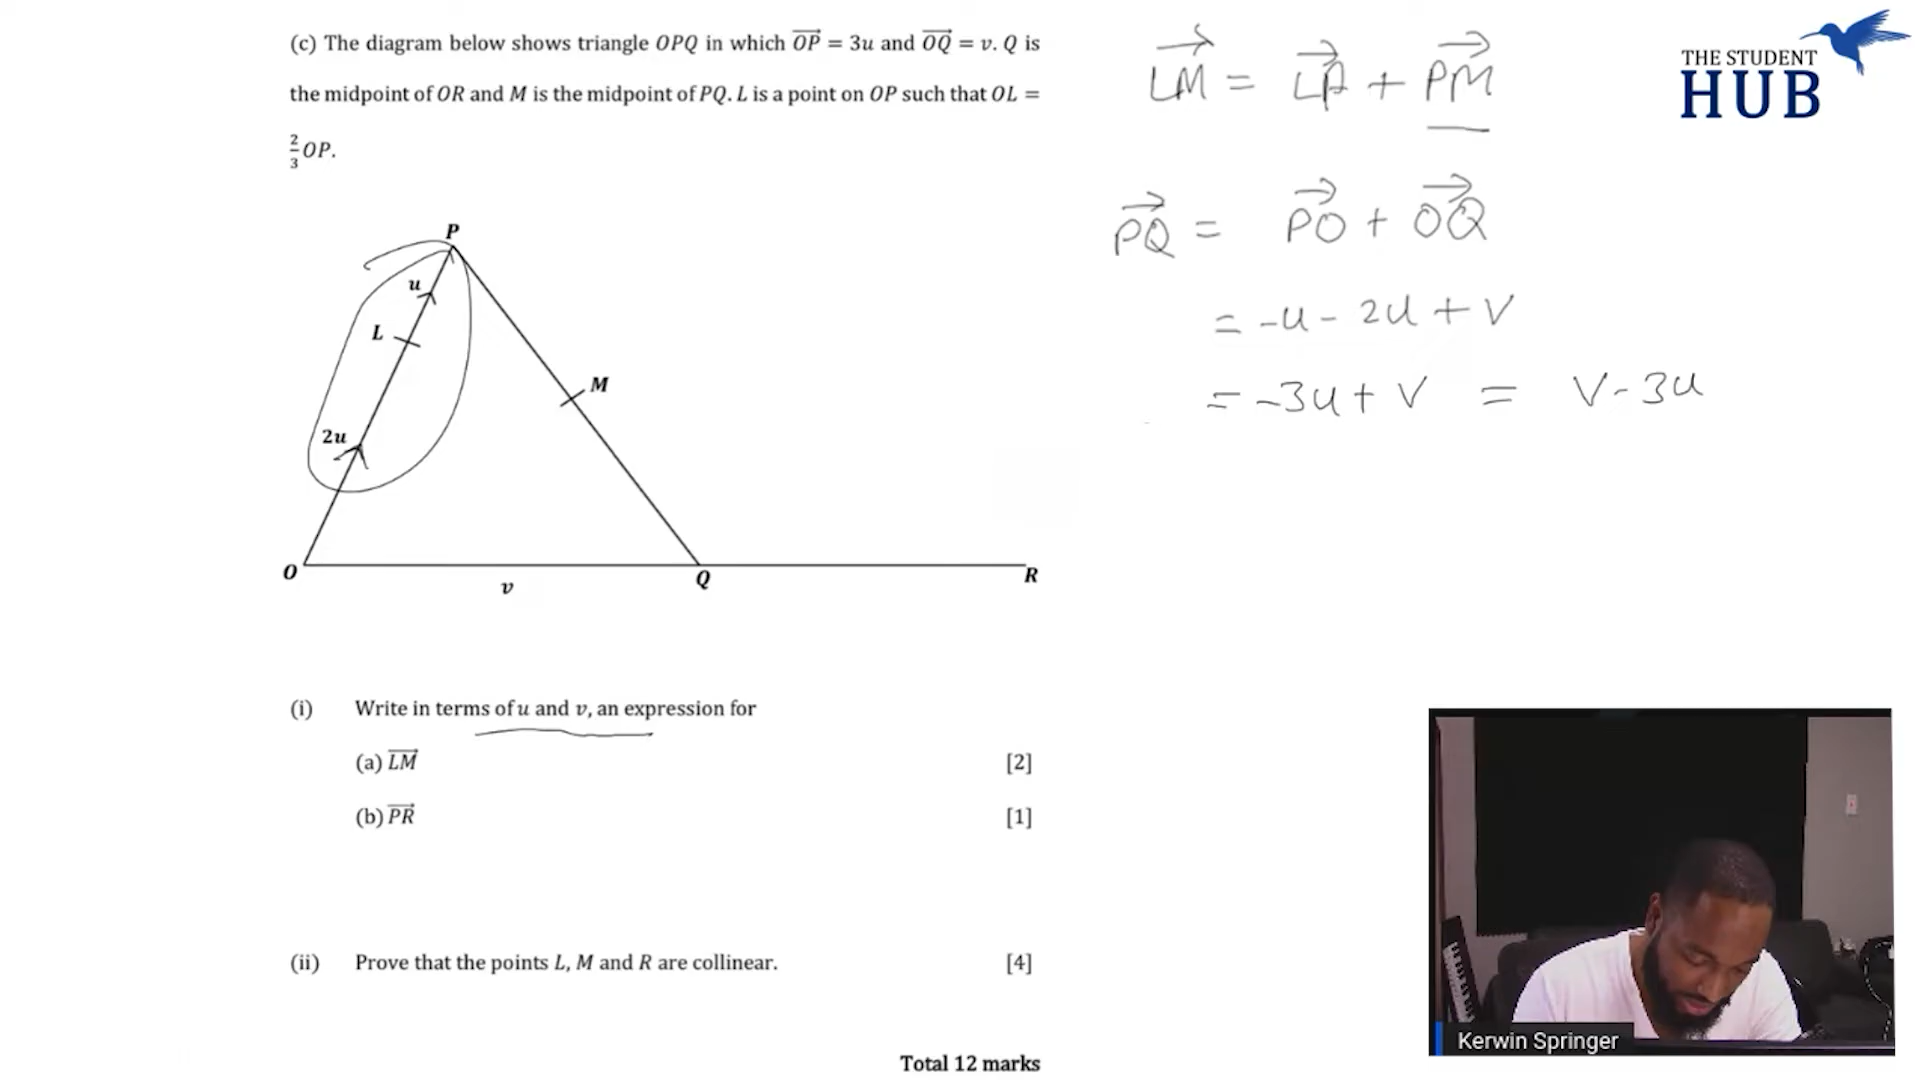 (c) The diagram below shows triangle OPQ in which \overrightarrow{OP} = 3u and \overrightarrow{OQ} = v. Q is
the midpoint of OR and M is the midpoint of PQ. L is a point on OP such that OL =
2/3 OP.
P
u
L
M
2u
O
v
Q
R
(i) Write in terms of u and v, an expression for
(a) \overrightarrow{LM} [2]
(b) \overrightarrow{PR} [1]
(ii) Prove that the points L, M and R are collinear. [4]
Total 12 marks
\overrightarrow{LM} = \overrightarrow{LP} + \overrightarrow{PM}
\overrightarrow{PQ} = \overrightarrow{PO} + \overrightarrow{OQ}
= -u - 2u + v
= -3u + v = v - 3u
THE STUDENT
HUB
Kerwin Springer